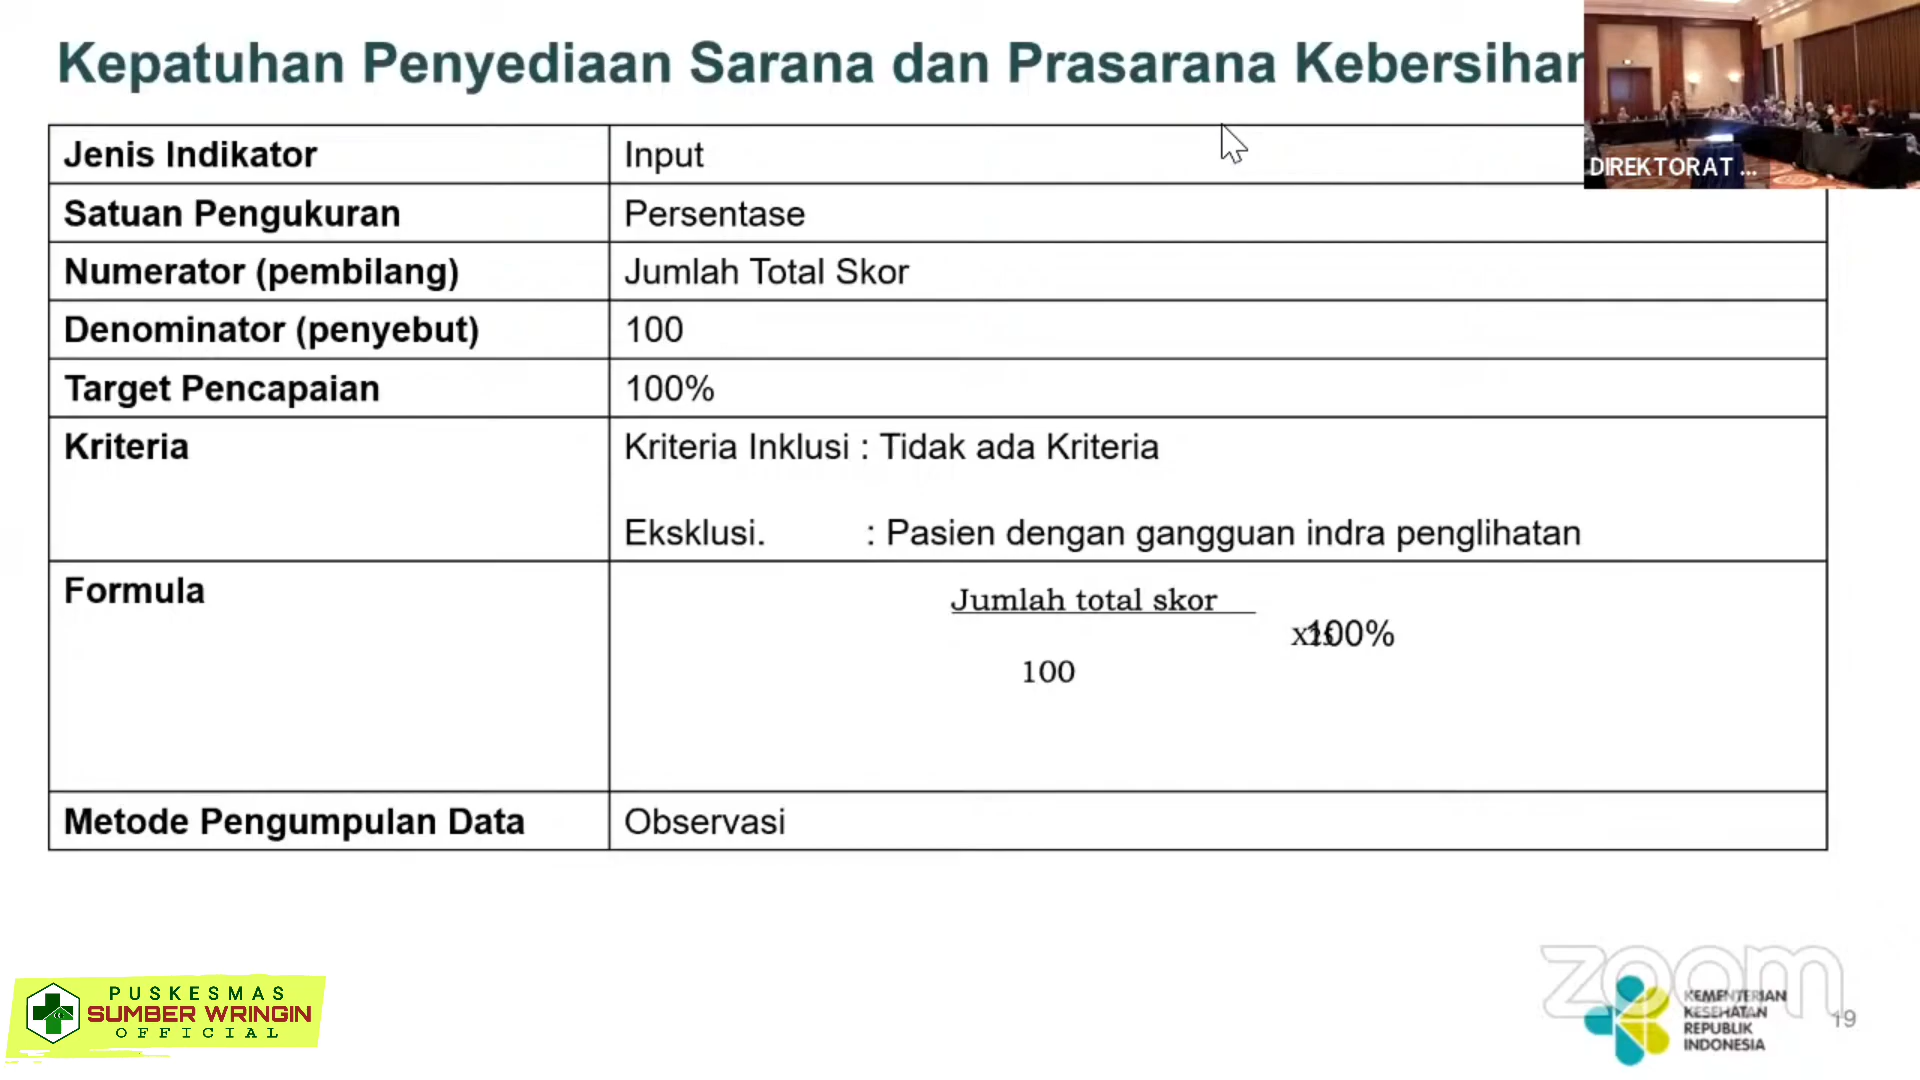 Kepatuhan Penyediaan Sarana dan Prasarana Kebersihan
DIREKTORAT ...
Jenis Indikator Input
Satuan Pengukuran Persentase
Numerator (pembilang) Jumlah Total Skor
Denominator (penyebut) 100
Target Pencapaian 100%
Kriteria Kriteria Inklusi : Tidak ada Kriteria
Eksklusi. : Pasien dengan gangguan indra penglihatan
Formula Jumlah total skor
100%
100
Metode Pengumpulan Data Observasi
zoom
PUSKESMAS
SUMBER WRINGIN
OFFICIAL
KEMENTERIAN
KESEHATAN
REPUBLIK
INDONESIA
19